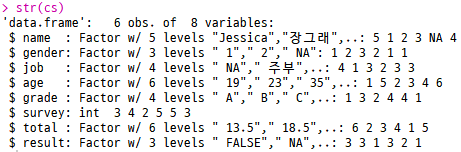 > str(cs)
'data.frame':   6 obs. of  8 variables:
 $ name  : Factor w/ 5 levels "Jessica","장그래",..: 5 1 2 3 NA 4
 $ gender: Factor w/ 3 levels " 1"," 2"," NA": 1 2 3 2 1 1
 $ job   : Factor w/ 4 levels " NA"," 주부",..: 4 1 3 2 3 3
 $ age   : Factor w/ 6 levels " 19"," 23"," 35",..: 1 5 2 3 4 6
 $ grade : Factor w/ 4 levels " A"," B"," C",..: 1 3 2 4 4 1
 $ survey: int  3 4 2 5 5 3
 $ total : Factor w/ 6 levels " 13.5"," 18.5",..: 6 2 3 4 1 5
 $ result: Factor w/ 3 levels " FALSE"," NA",..: 3 3 1 3 2 1